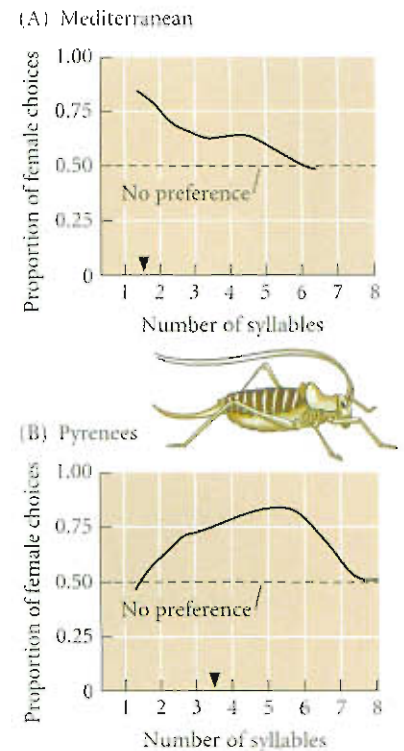 (A) Mediterranean
Proportion of female choices
1.00
0.75
0.50
No preference
0.25
0
1 2 3 4 5 6 7 8
Number of syllables
(B) Pyrenees
Proportion of female choices
1.00
0.75
0.50
No preference
0.25
0
1 2 3 4 5 6 7 8
Number of syllables